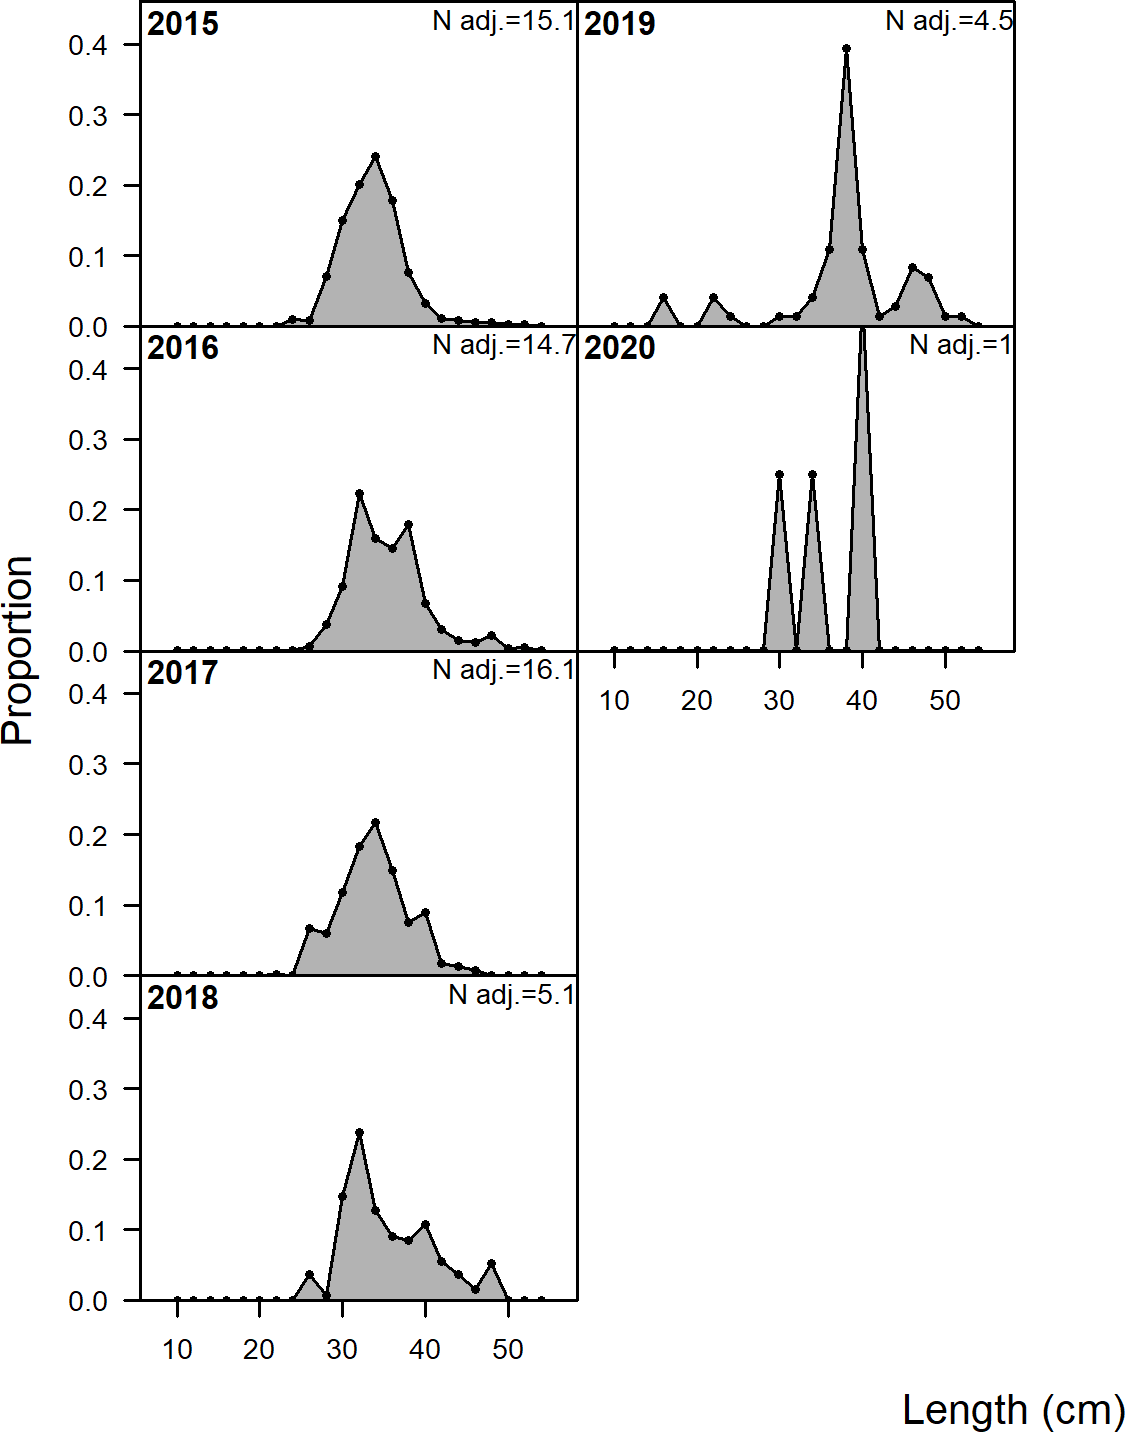 2015 N adj.=15.1
0.4
0.3
0.2
0.1
0.0
2016 N adj.=14.7
0.4
0.3
0.2
0.1
0.0
2017 N adj.=16.1
0.4
0.3
0.2
0.1
0.0
2018 N adj.=5.1
0.4
0.3
0.2
0.1
0.0
10 20 30 40 50
2019 N adj.=4.5
2020 N adj.=1
10 20 30 40 50
Proportion
Length (cm)